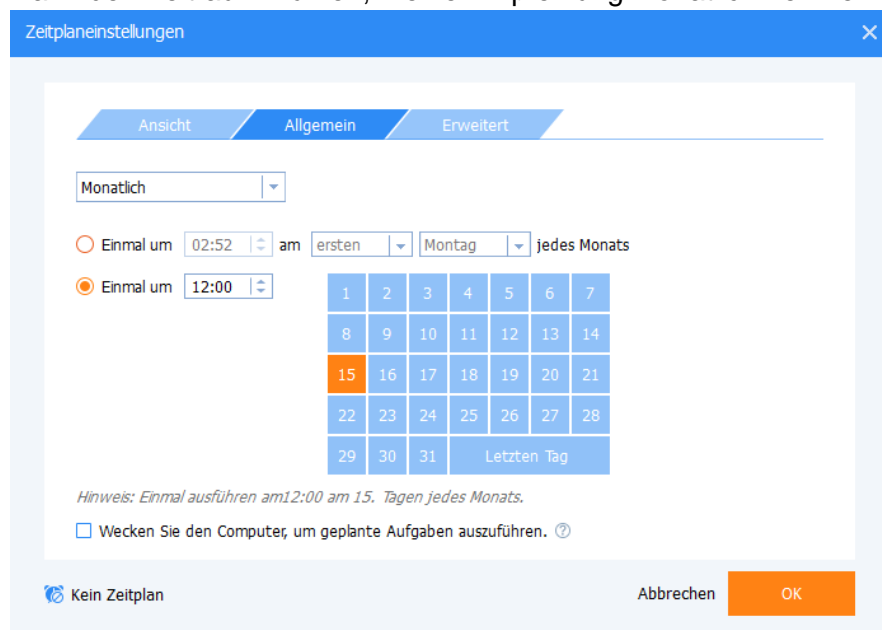 Zeitplaneinstellungen
Ansicht Allgemein Erweitert
Monatlich
Einmal um 02:52 am ersten Montag jedes Monats
Einmal um 12:00
1 2 3 4 5 6 7
8 9 10 11 12 13 14
15 16 17 18 19 20 21
22 23 24 25 26 27 28
29 30 31 Letzten Tag
Hinweis: Einmal ausführen am12:00 am 15. Tagen jedes Monats.
Wecken Sie den Computer, um geplante Aufgaben auszuführen. ?
Kein Zeitplan Abbrechen OK